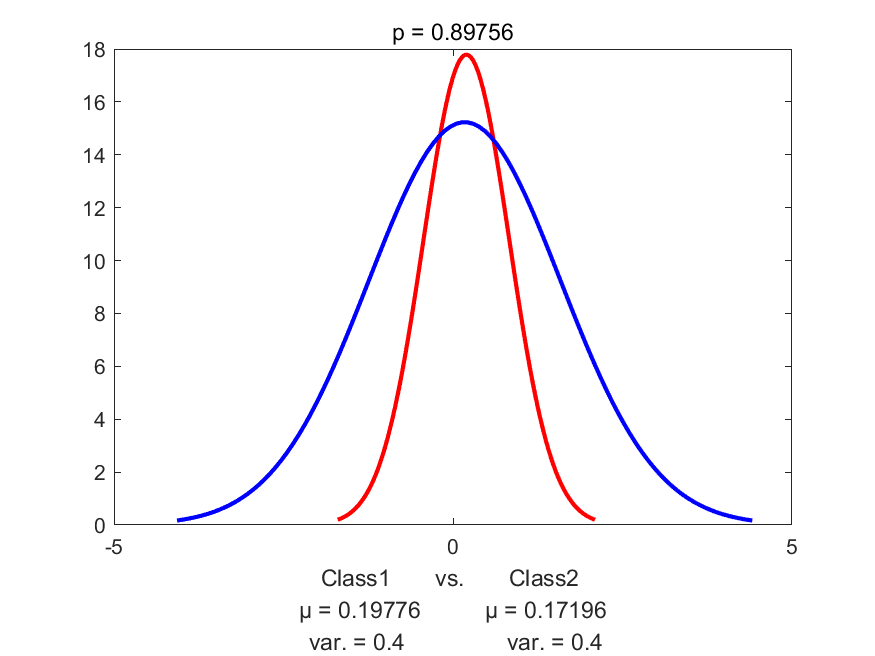 p = 0.89756
18
16
14
12
10
8
6
4
2
0
-5 0 5
Class1 vs. Class2
μ = 0.19776 μ = 0.17196
var. = 0.4 var. = 0.4